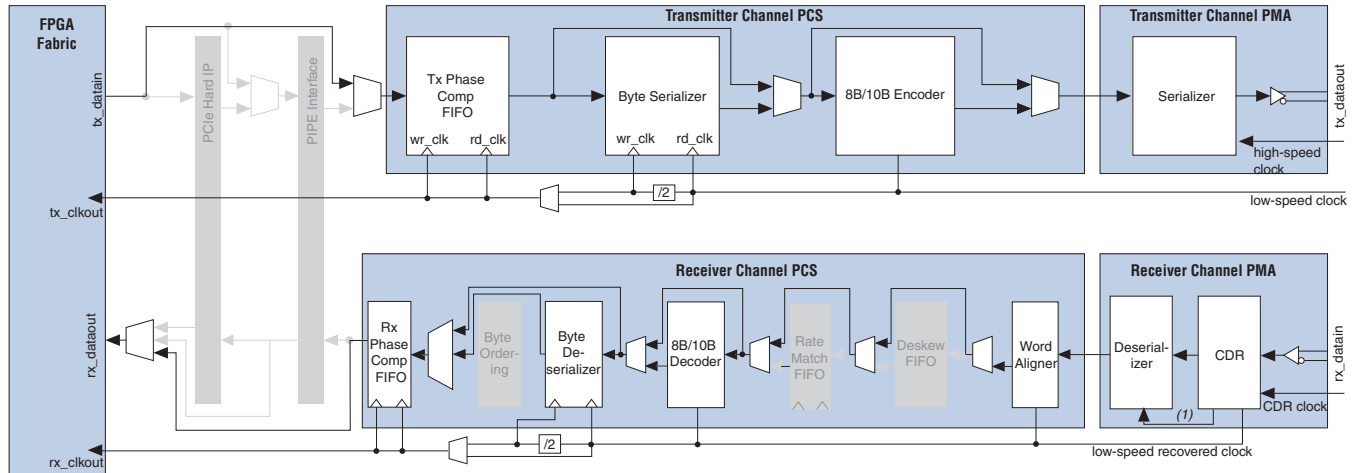 FPGA
Fabric
tx_datain
PCIe Hard IP
PIPE Interface
Transmitter Channel PCS
Tx Phase
Comp
FIFO
wr_clk
rd_clk
Byte Serializer
wr_clk
rd_clk
8B/10B Encoder
Transmitter Channel PMA
Serializer
tx_dataout
high-speed
clock
/2
tx_clkout
low-speed clock
Receiver Channel PCS
Receiver Channel PMA
rx_dataout
Rx
Phase
Comp
FIFO
Byte
Order-
ing
Byte
De-
serializer
8B/10B
Decoder
Rate
Match
FIFO
Deskew
FIFO
Word
Aligner
Deserial-
izer
CDR
rx_datain
CDR clock
(1)
/2
low-speed recovered clock
rx_clkout